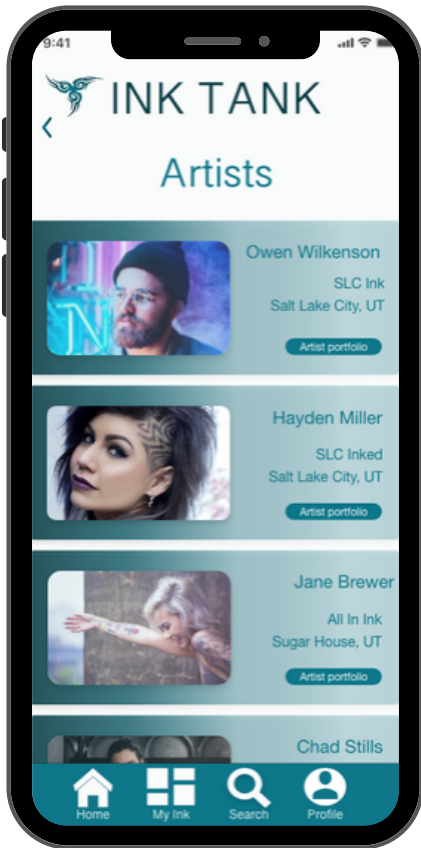 9:41
INK TANK
Artists
Owen Wilkenson
SLC Ink
Salt Lake City, UT
Artist portfolio
Hayden Miller
SLC Inked
Salt Lake City, UT
Artist portfolio
Jane Brewer
All In Ink
Sugar House, UT
Artist portfolio
Chad Stills
Home My Ink Search Profile